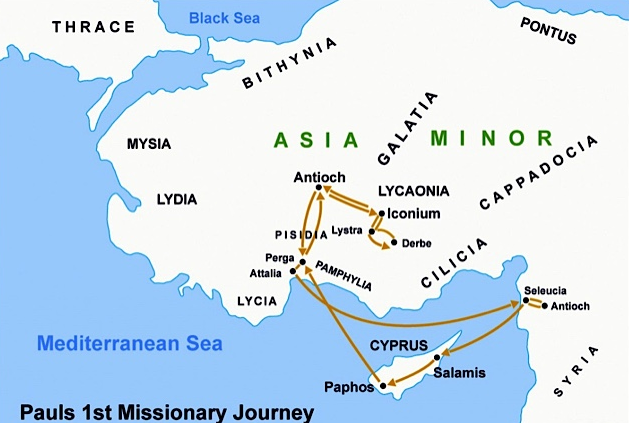 Black Sea
THRACE
PONTUS
BITHYNIA
GALATIA
ASIA MINOR
MYSIA
CAPPADOCIA
Antioch
LYCAONIA
LYDIA
Iconium
PISIDIA
Lystra
Derbe
Perga
PAMPHYLIA
Attalia
CILICIA
LYCIA
Seleucia
Antioch
Mediterranean Sea
CYPRUS
SYRIA
Salamis
Paphos
Pauls 1st Missionary Journey